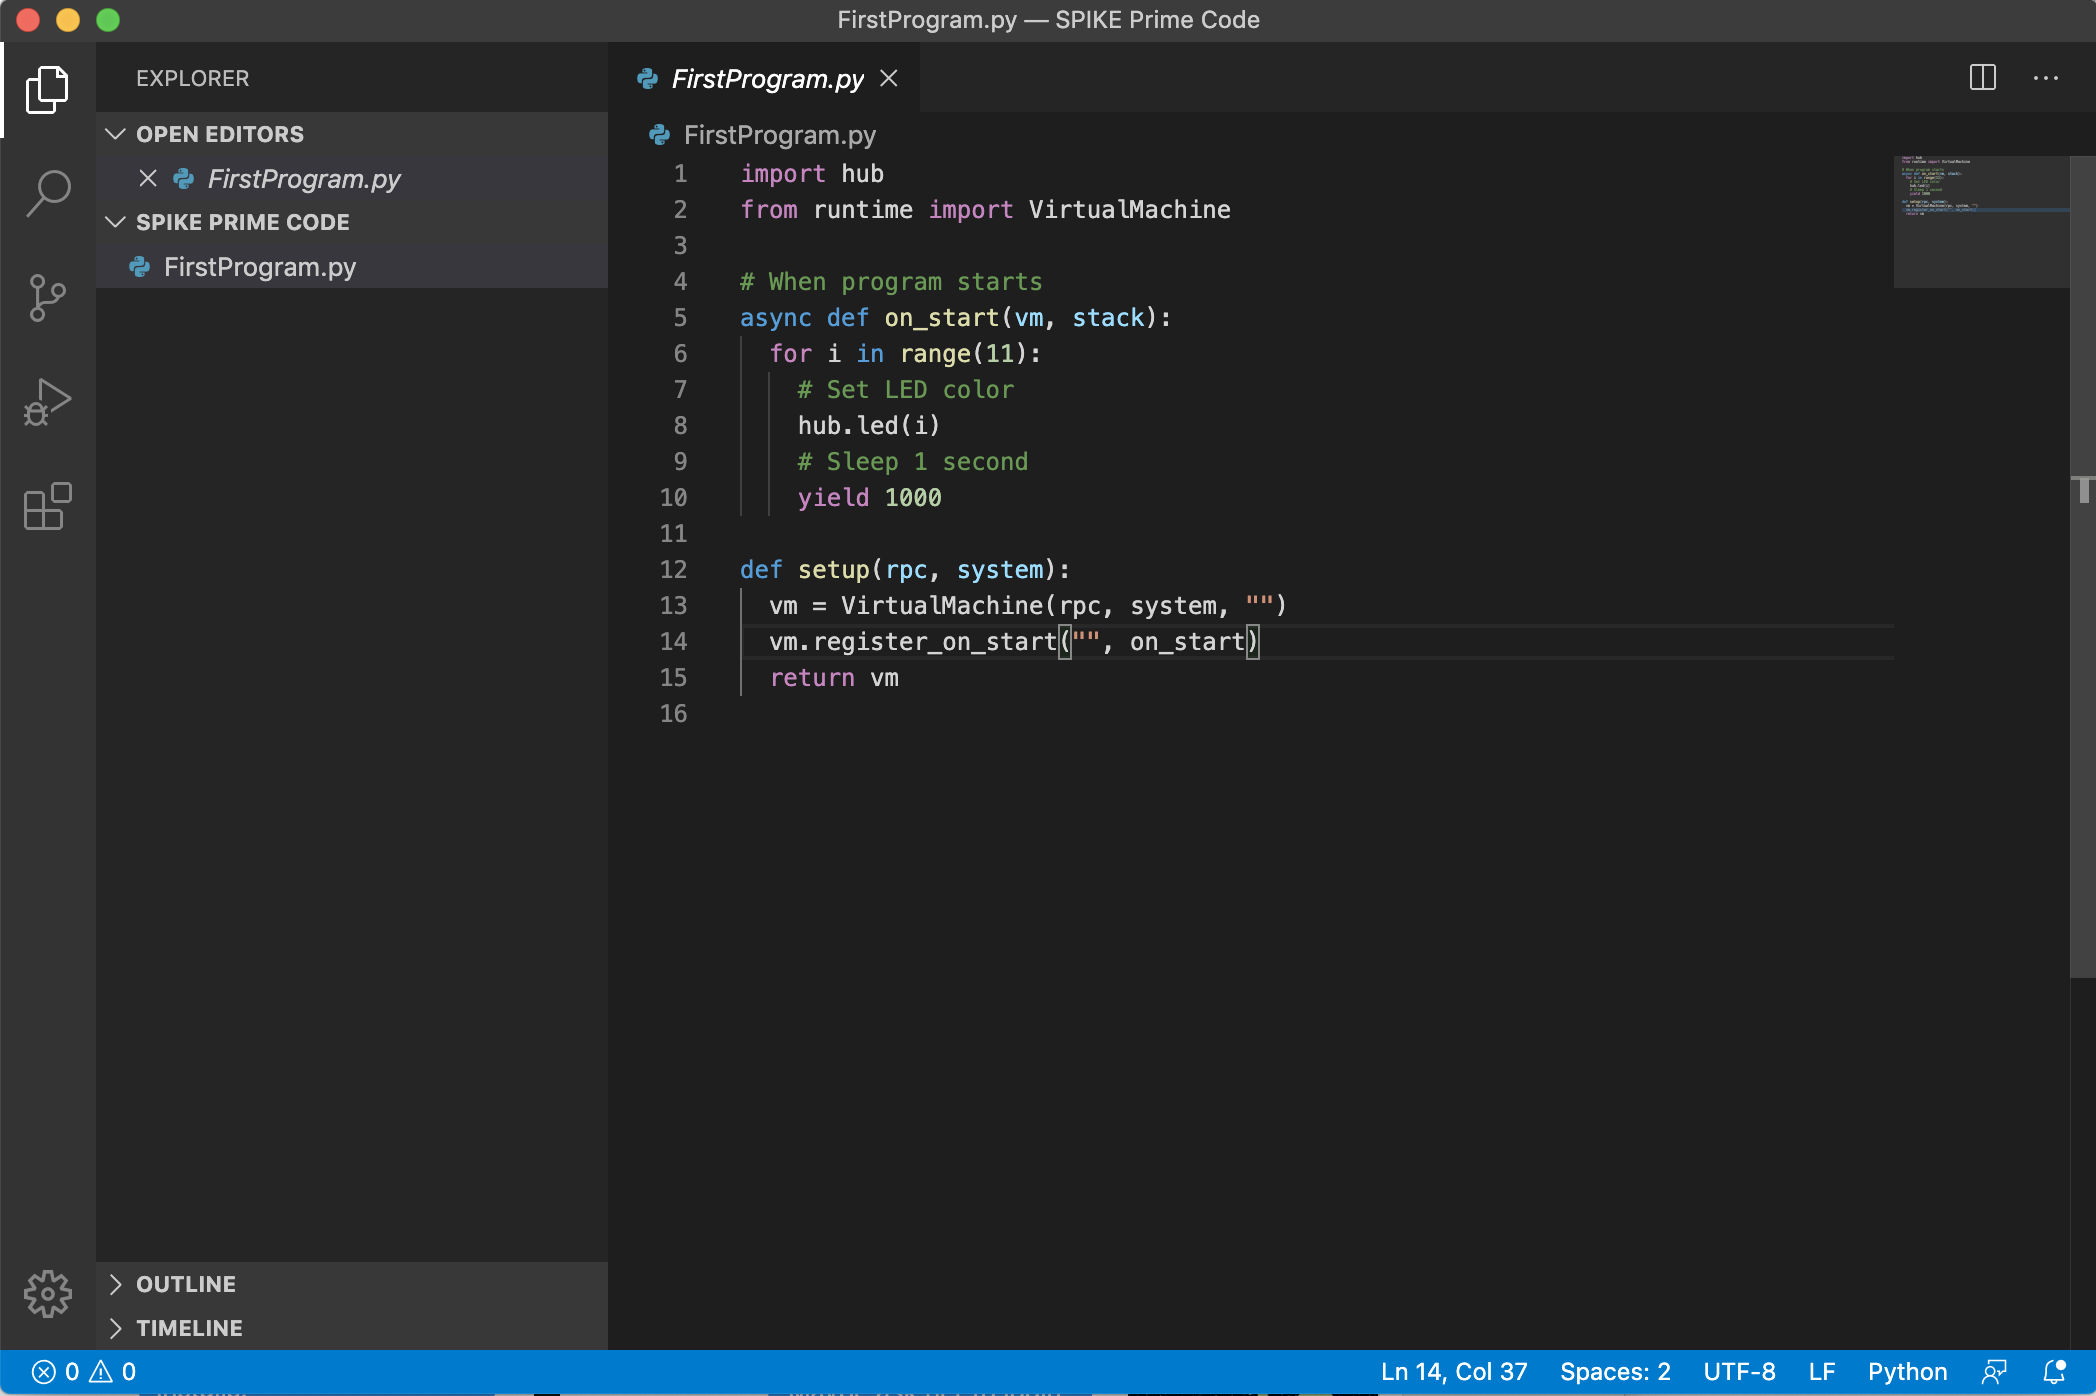 FirstProgram.py — SPIKE Prime Code
EXPLORER
OPEN EDITORS
FirstProgram.py
SPIKE PRIME CODE
FirstProgram.py
OUTLINE
TIMELINE
FirstProgram.py
FirstProgram.py
1 import hub
2 from runtime import VirtualMachine
3
4 # When program starts
5 async def on_start(vm, stack):
6 for i in range(11):
7 # Set LED color
8 hub.led(i)
9 # Sleep 1 second
10 yield 1000
11
12 def setup(rpc, system):
13 vm = VirtualMachine(rpc, system, "")
14 vm.register_on_start("", on_start)
15 return vm
16
0 0 Ln 14, Col 37 Spaces: 2 UTF-8 LF Python